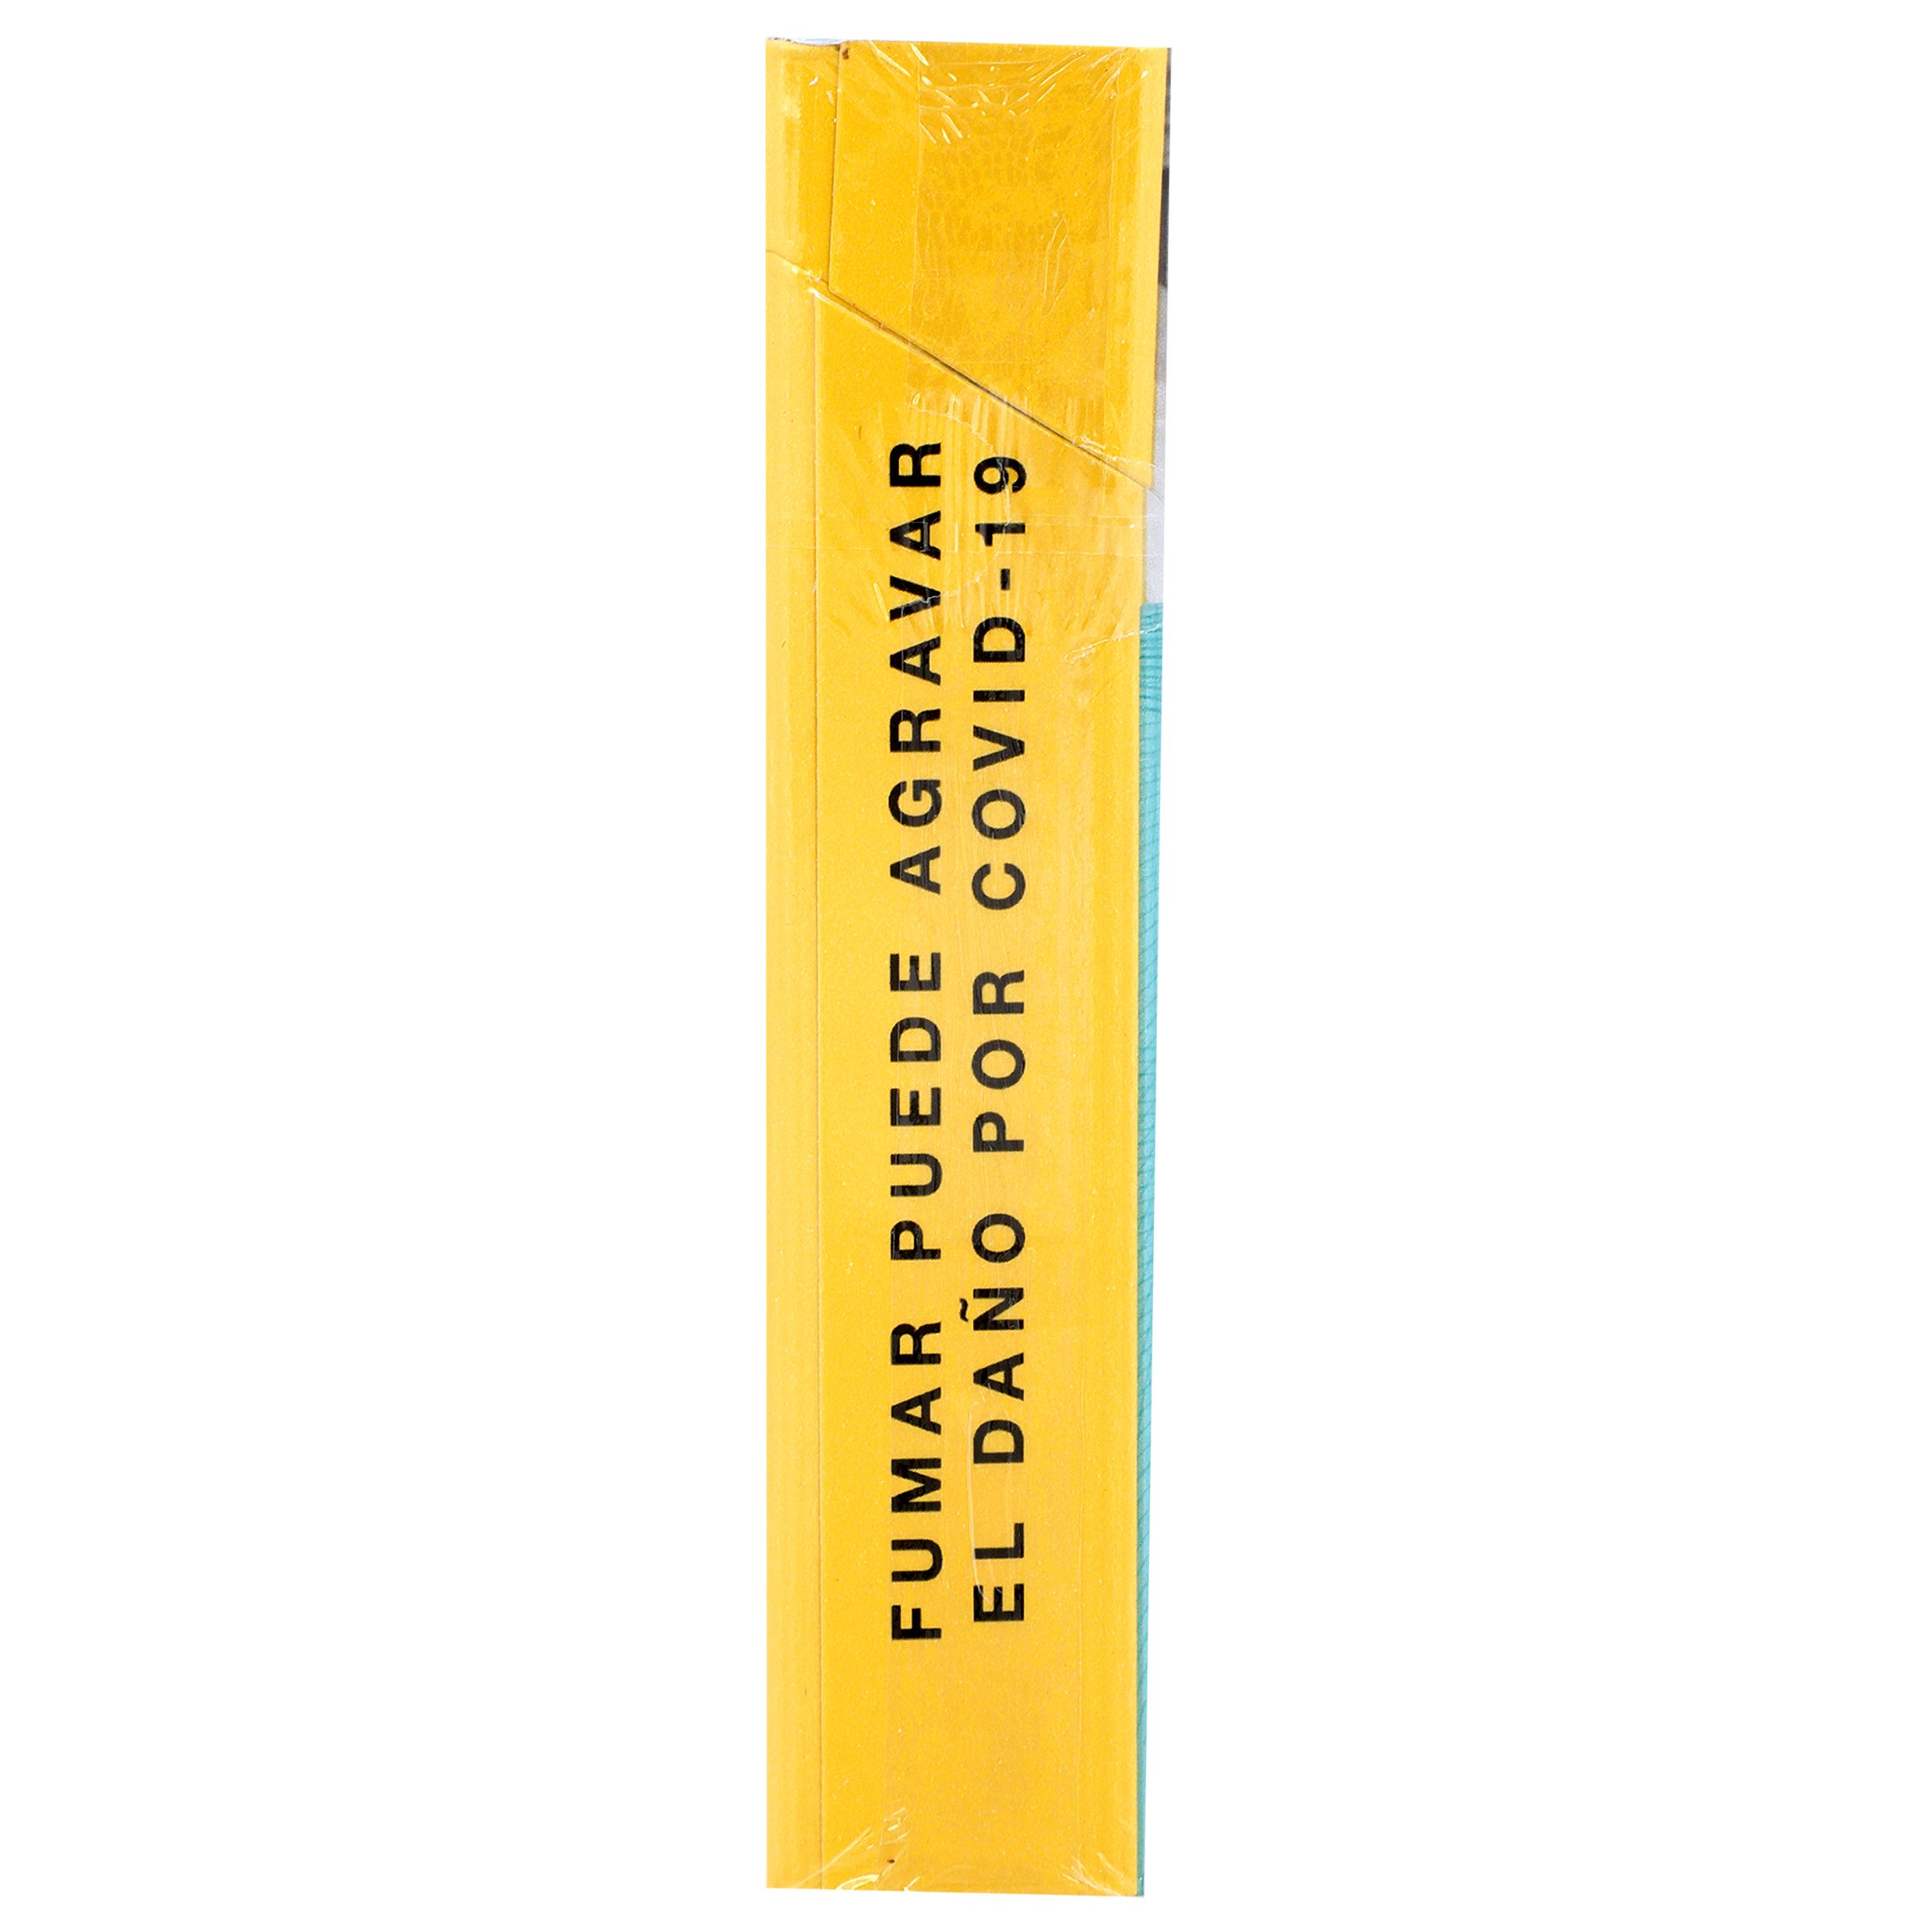 FUMAR PUEDE AGRAVAR
EL DAÑO POR COVID-19